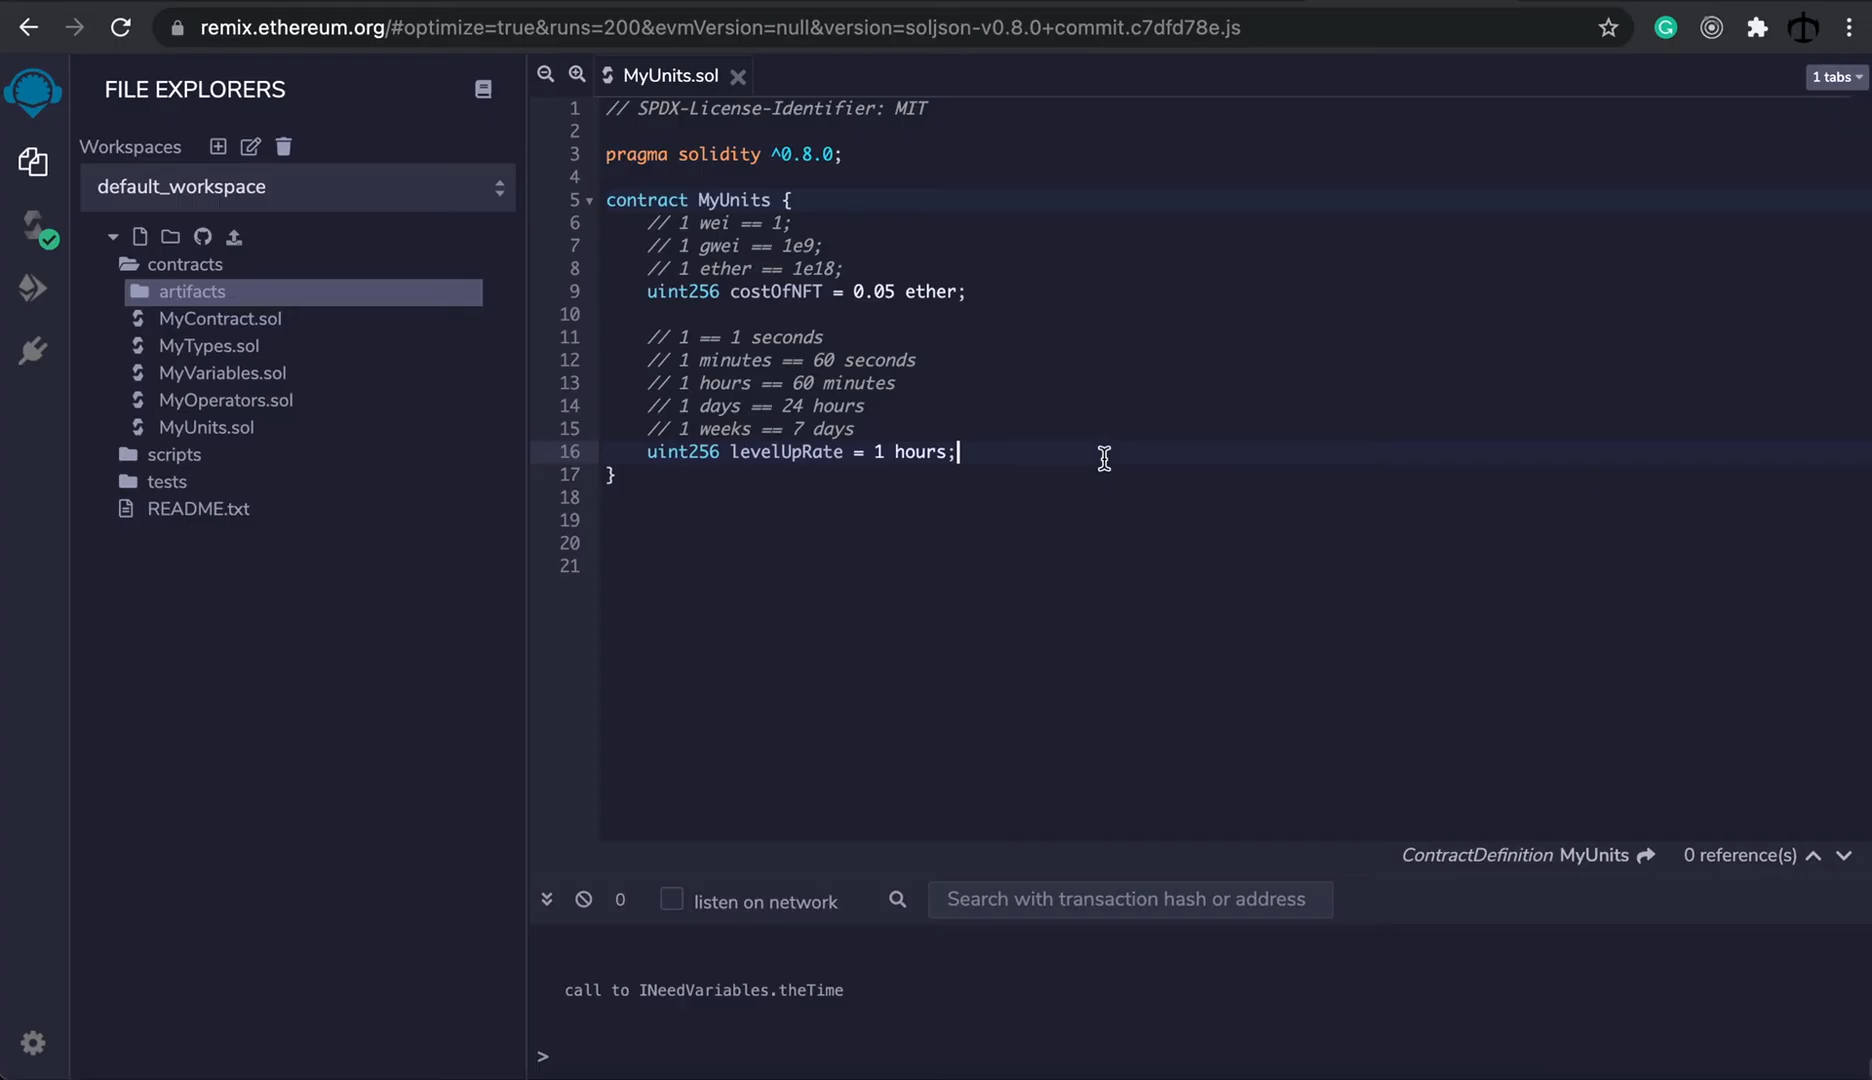 remix.ethereum.org/#optimize=true&runs=200&evmVersion=null&version=soljson-v0.8.0+commit.c7dfd78e.js
FILE EXPLORERS
Workspaces
default_workspace
contracts
artifacts
MyContract.sol
MyTypes.sol
MyVariables.sol
MyOperators.sol
MyUnits.sol
scripts
tests
README.txt
MyUnits.sol
1 tabs
1 // SPDX-License-Identifier: MIT
2
3 pragma solidity ^0.8.0;
4
5 contract MyUnits {
6 // 1 wei == 1;
7 // 1 gwei == 1e9;
8 // 1 ether == 1e18;
9 uint256 costOfNFT = 0.05 ether;
10
11 // 1 == 1 seconds
12 // 1 minutes == 60 seconds
13 // 1 hours == 60 minutes
14 // 1 days == 24 hours
15 // 1 weeks == 7 days
16 uint256 levelUpRate = 1 hours;
17 }
18
19
20
21
ContractDefinition MyUnits 0 reference(s)
0 listen on network Search with transaction hash or address
call to INeedVariables.theTime
>